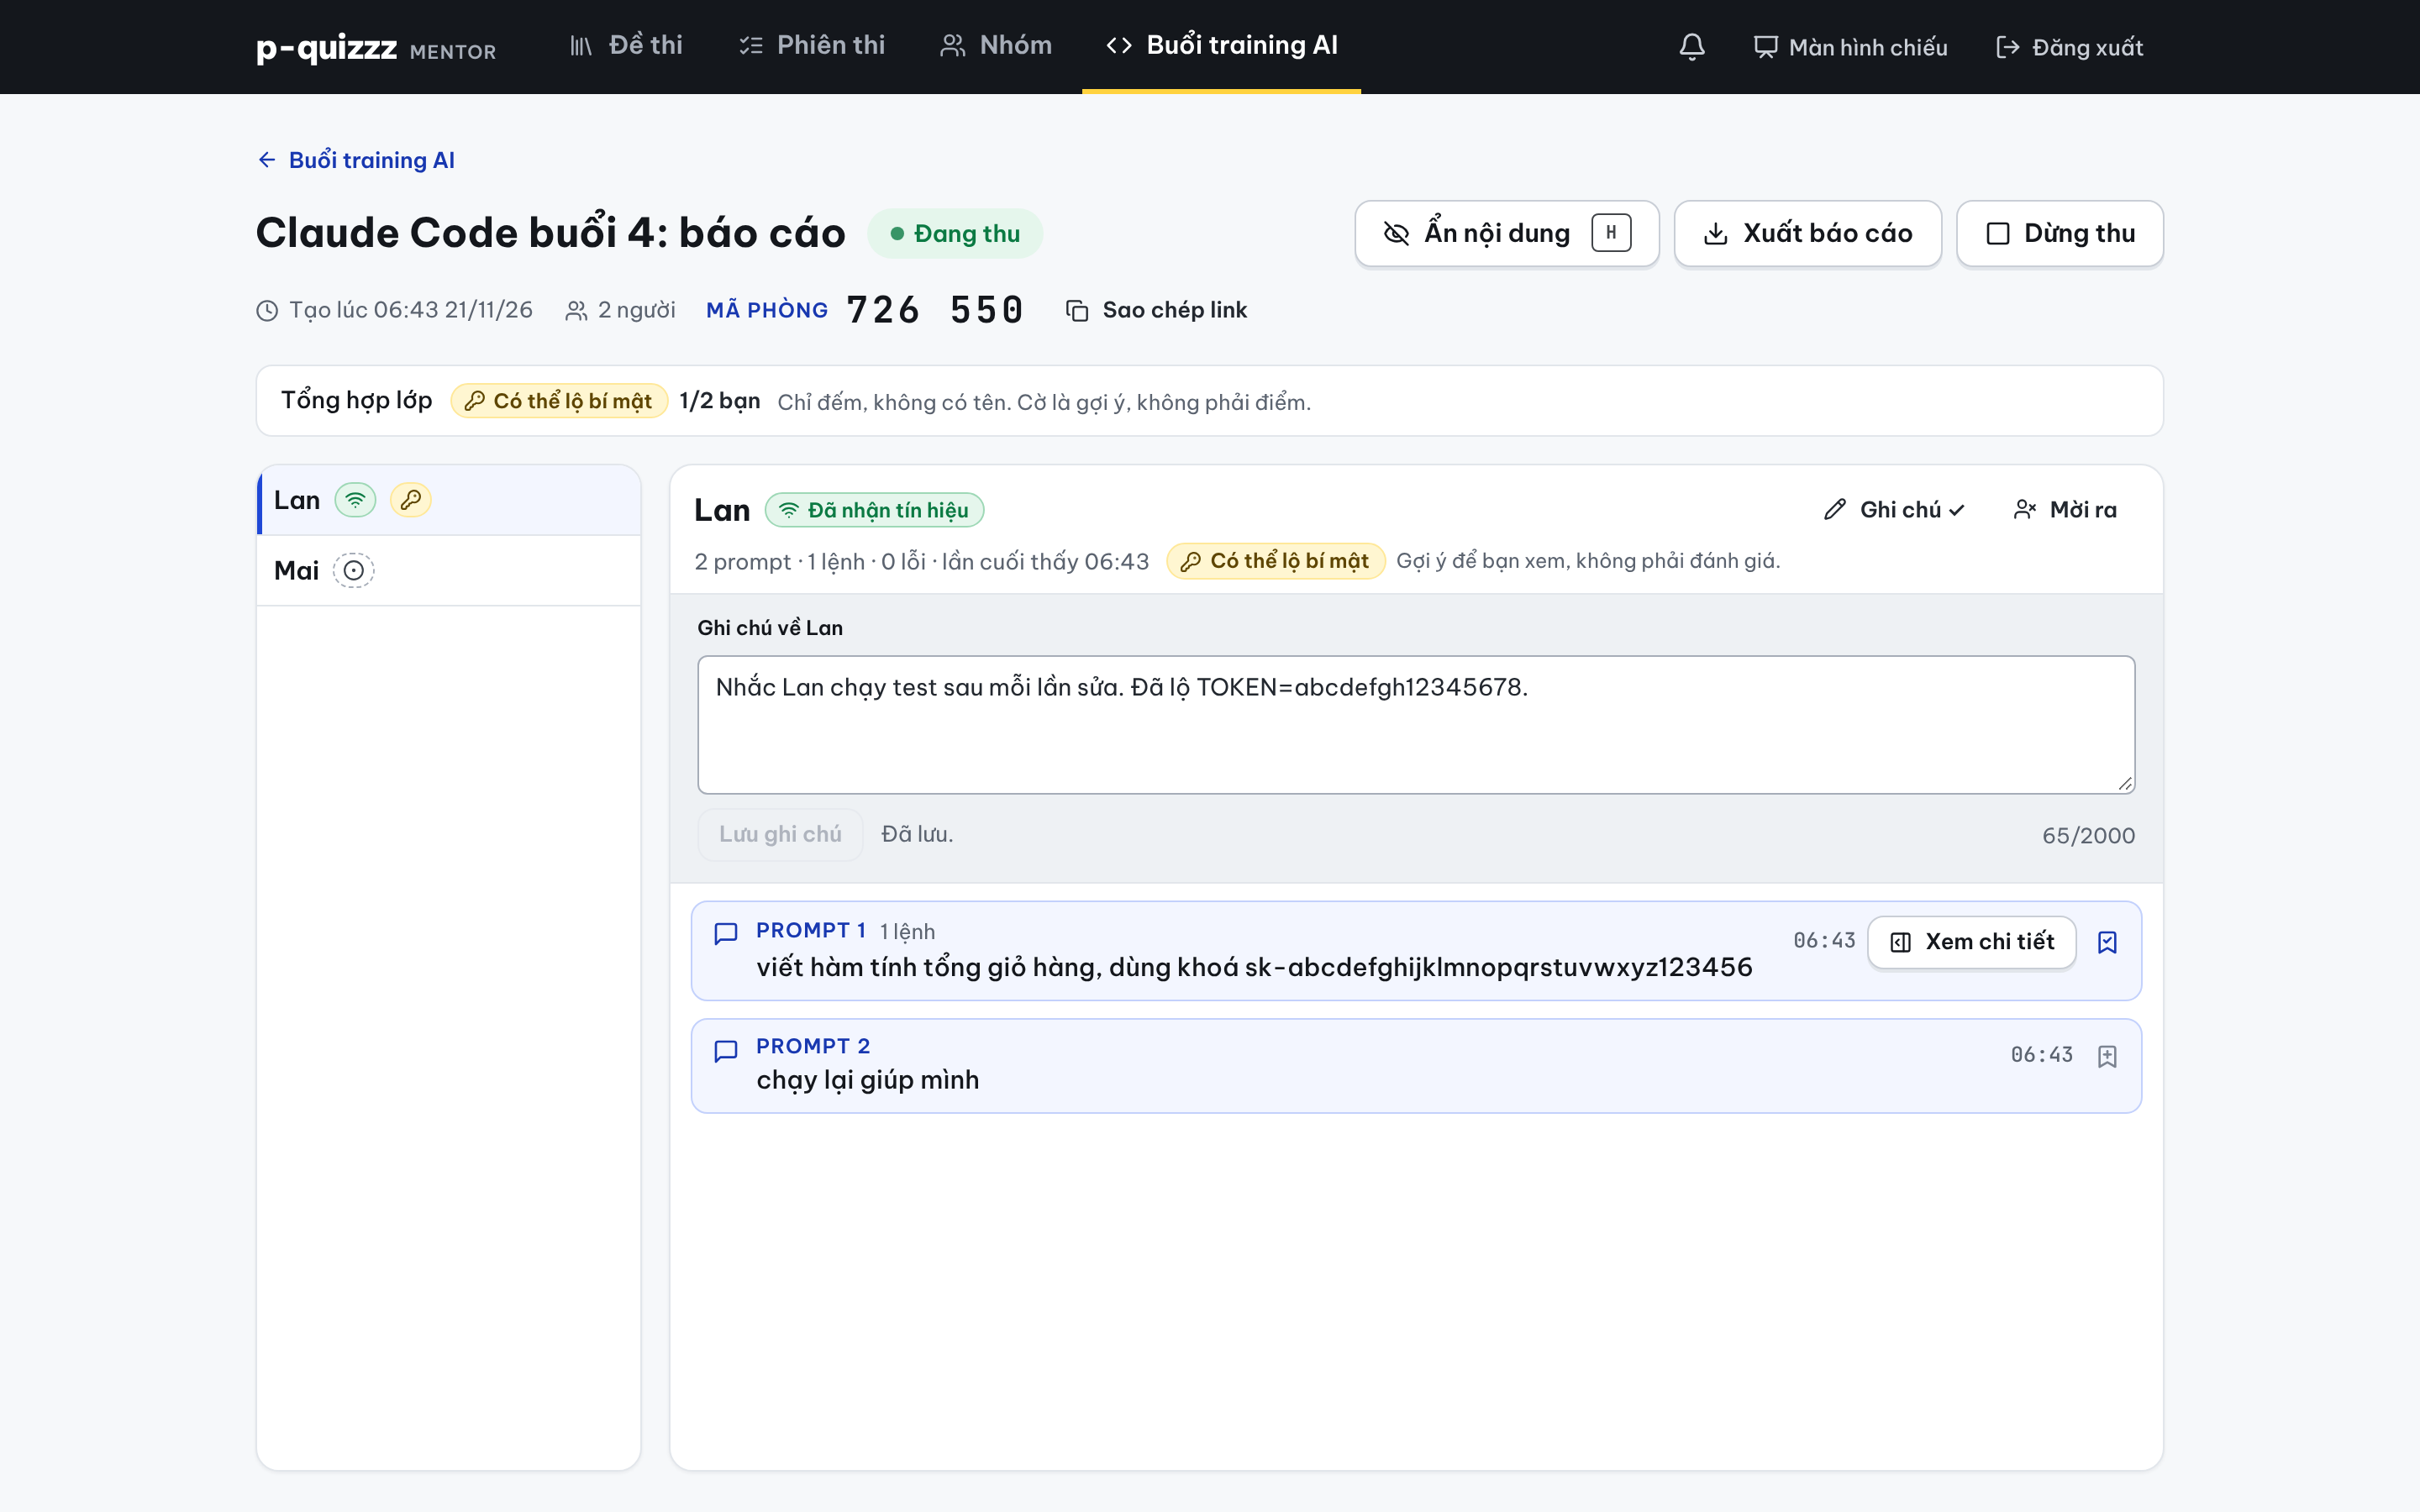 p-quizzz MENTOR Đề thi Phiên thi Nhóm Buổi training AI Màn hình chiếu Đăng xuất
Buổi training AI
Claude Code buổi 4: báo cáo Đang thu Ẩn nội dung H Xuất báo cáo Dừng thu
Tạo lúc 06:43 21/11/26 2 người MÃ PHÒNG 726 550 Sao chép link
Tổng hợp lớp Có thể lộ bí mật 1/2 bạn Chỉ đếm, không có tên. Cờ là gợi ý, không phải điểm.
Lan
Mai
Lan Đã nhận tín hiệu Ghi chú Mời ra
2 prompt · 1 lệnh · 0 lỗi · lần cuối thấy 06:43 Có thể lộ bí mật Gợi ý để bạn xem, không phải đánh giá.
Ghi chú về Lan
Nhắc Lan chạy test sau mỗi lần sửa. Đã lộ TOKEN=abcdefgh12345678.
Lưu ghi chú Đã lưu. 65/2000
PROMPT 1 1 lệnh 06:43 Xem chi tiết
viết hàm tính tổng giỏ hàng, dùng khoá sk-abcdefghijklmnopqrstuvwxyz123456
PROMPT 2 06:43
chạy lại giúp mình